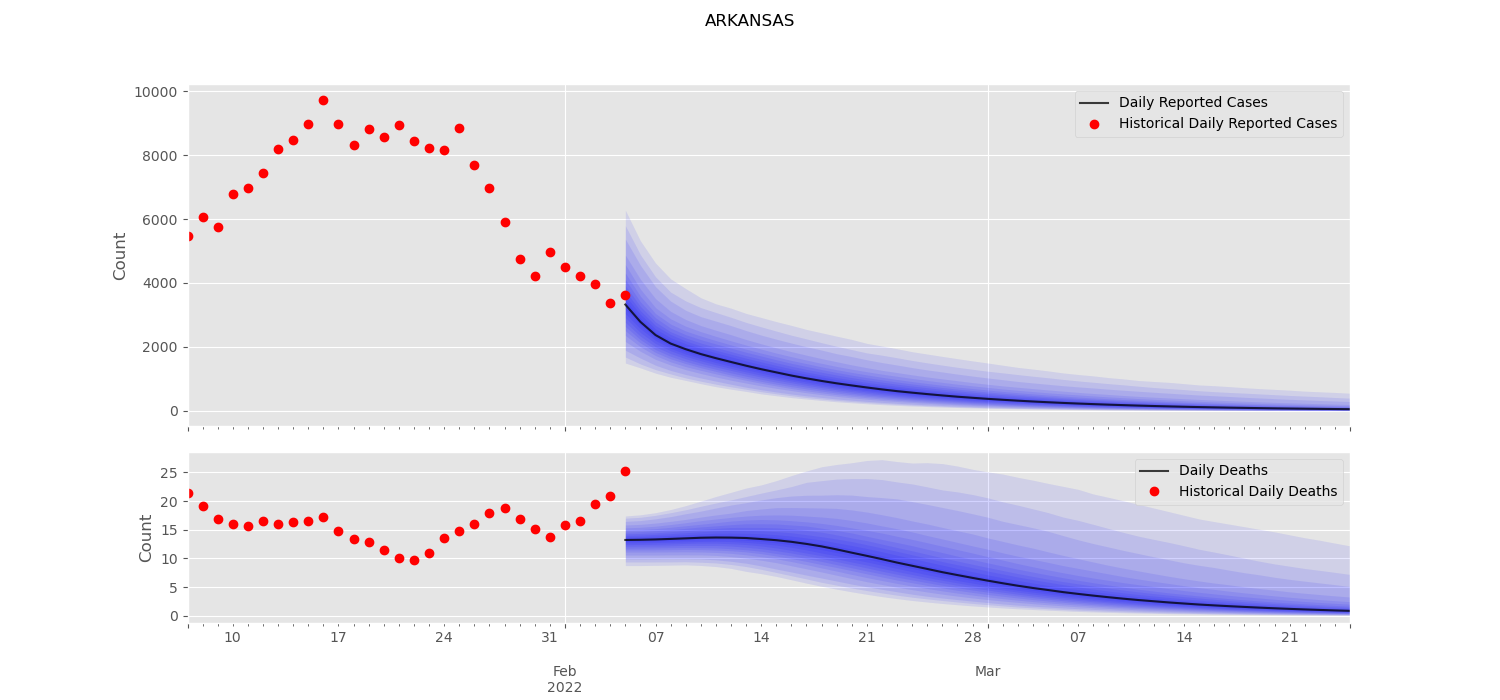 ARKANSAS
10000
8000
6000
4000
2000
0
Count
Daily Reported Cases
Historical Daily Reported Cases
25
20
15
10
5
0
Count
Daily Deaths
Historical Daily Deaths
10 17 24 31 07 14 21 28 07 14 21
Feb Mar
2022